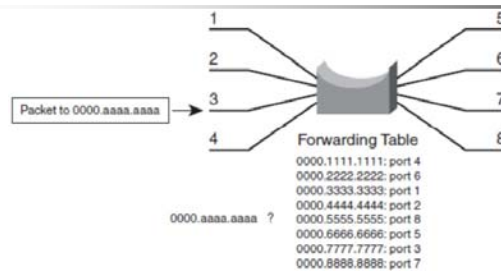 1
2
3
4
5
6
7
8
Packet to 0000.aaaa.aaaa
Forwarding Table
0000.1111.1111: port 4
0000.2222.2222: port 6
0000.3333.3333: port 1
0000.4444.4444: port 2
0000.5555.5555: port 8
0000.6666.6666: port 5
0000.7777.7777: port 3
0000.8888.8888: port 7
0000.aaaa.aaaa ?